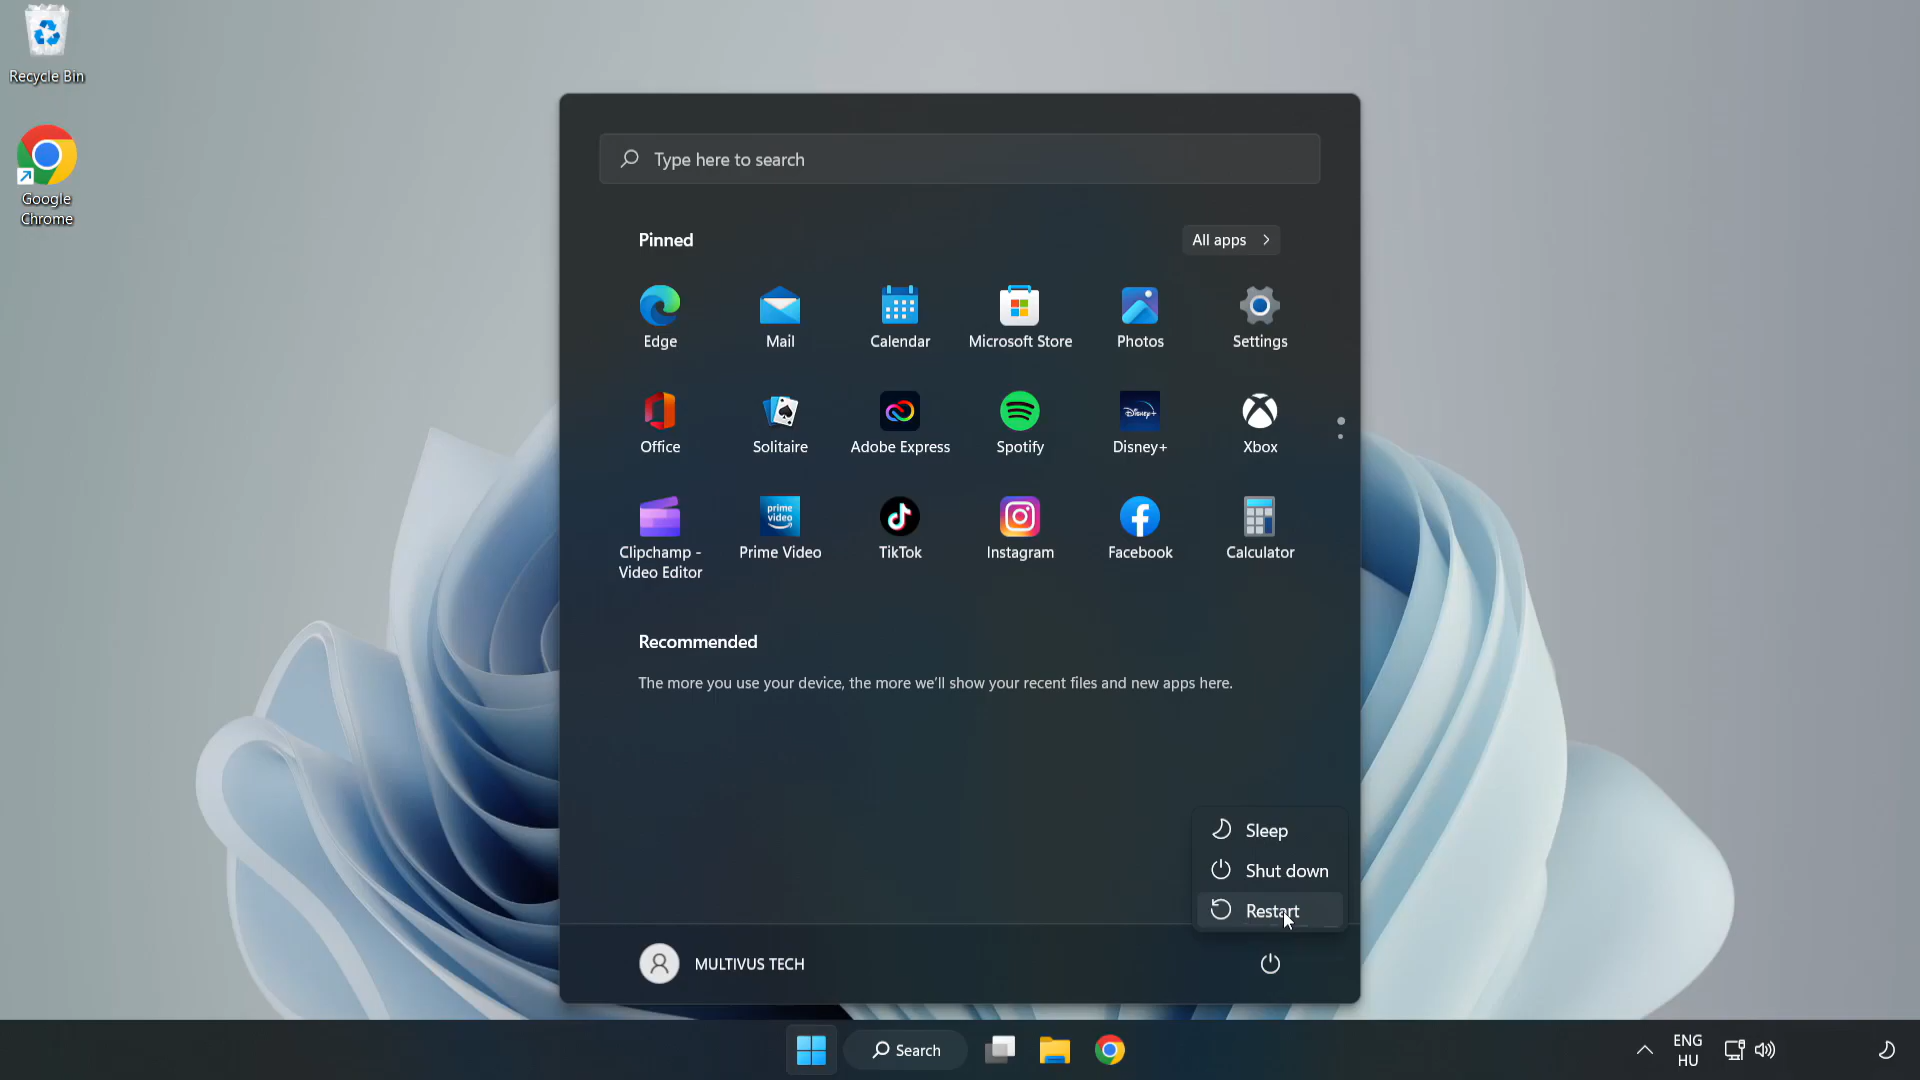 Recycle Bin
Google
Chrome
Type here to search
Pinned
All apps
Edge
Mail
Calendar
Microsoft Store
Photos
Settings
Office
Solitaire
Adobe Express
Spotify
Disney+
Disney+
Xbox
prime
video
Clipchamp -
Video Editor
Prime Video
TikTok
Instagram
Facebook
Calculator
Recommended
The more you use your device, the more we'll show your recent files and new apps here.
Sleep
Shut down
Restart
MULTIVUS TECH
Search
ENG
HU